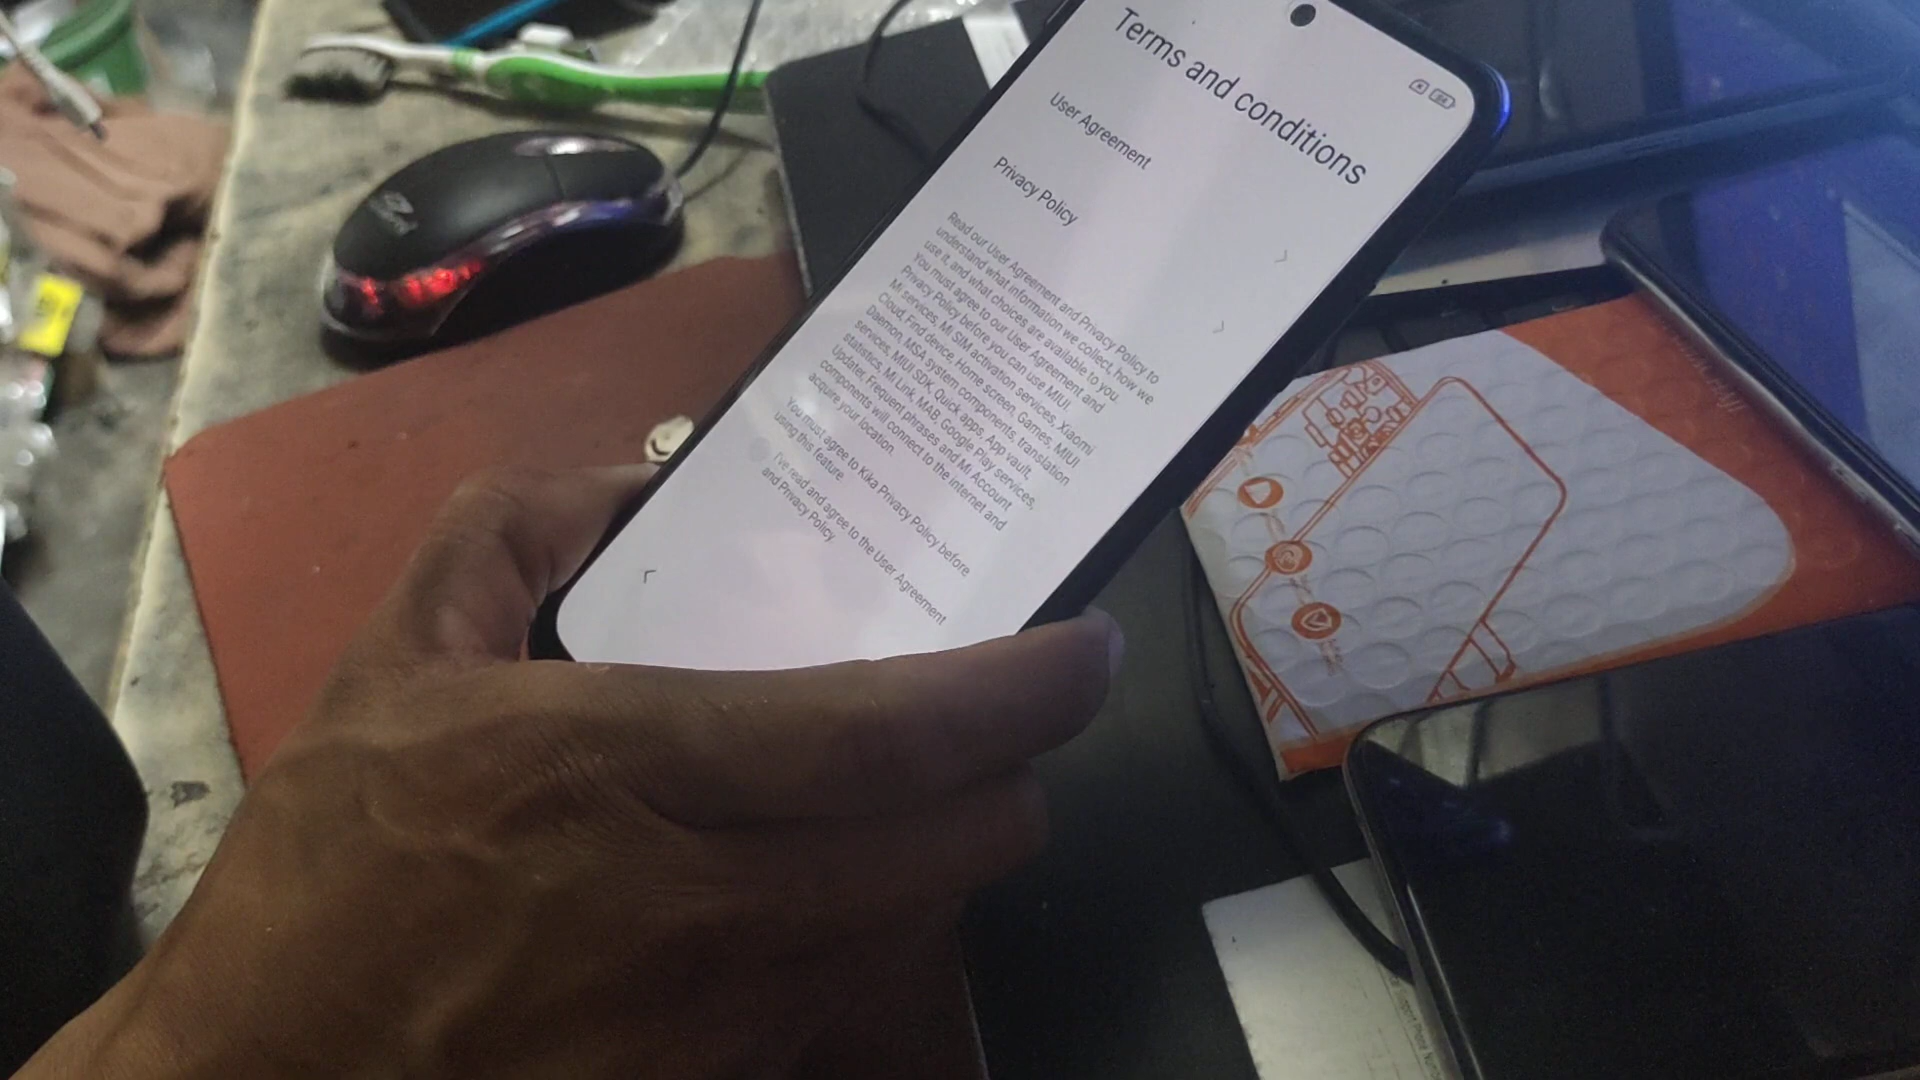 Terms and conditions
User Agreement
Privacy Policy
Read our User Agreement and Privacy Policy to
understand what information we collect, how we
use it, and what choices are available to you.
You must agree to our User Agreement and
Privacy Policy before you can use MIUI.
Mi services, Mi SIM activation services, Xiaomi
Cloud, Find device, Home screen, Games, MIUI
Daemon, MSA system components, translation
services, MIUI SDK, Quick apps, App vault,
statistics, Mi Link, MAB, Google Play services,
Updater, Frequent phrases and Mi Account
components will connect to the internet and
acquire your location.
You must agree to Kika Privacy Policy before
using this feature.
I've read and agree to the User Agreement
and Privacy Policy